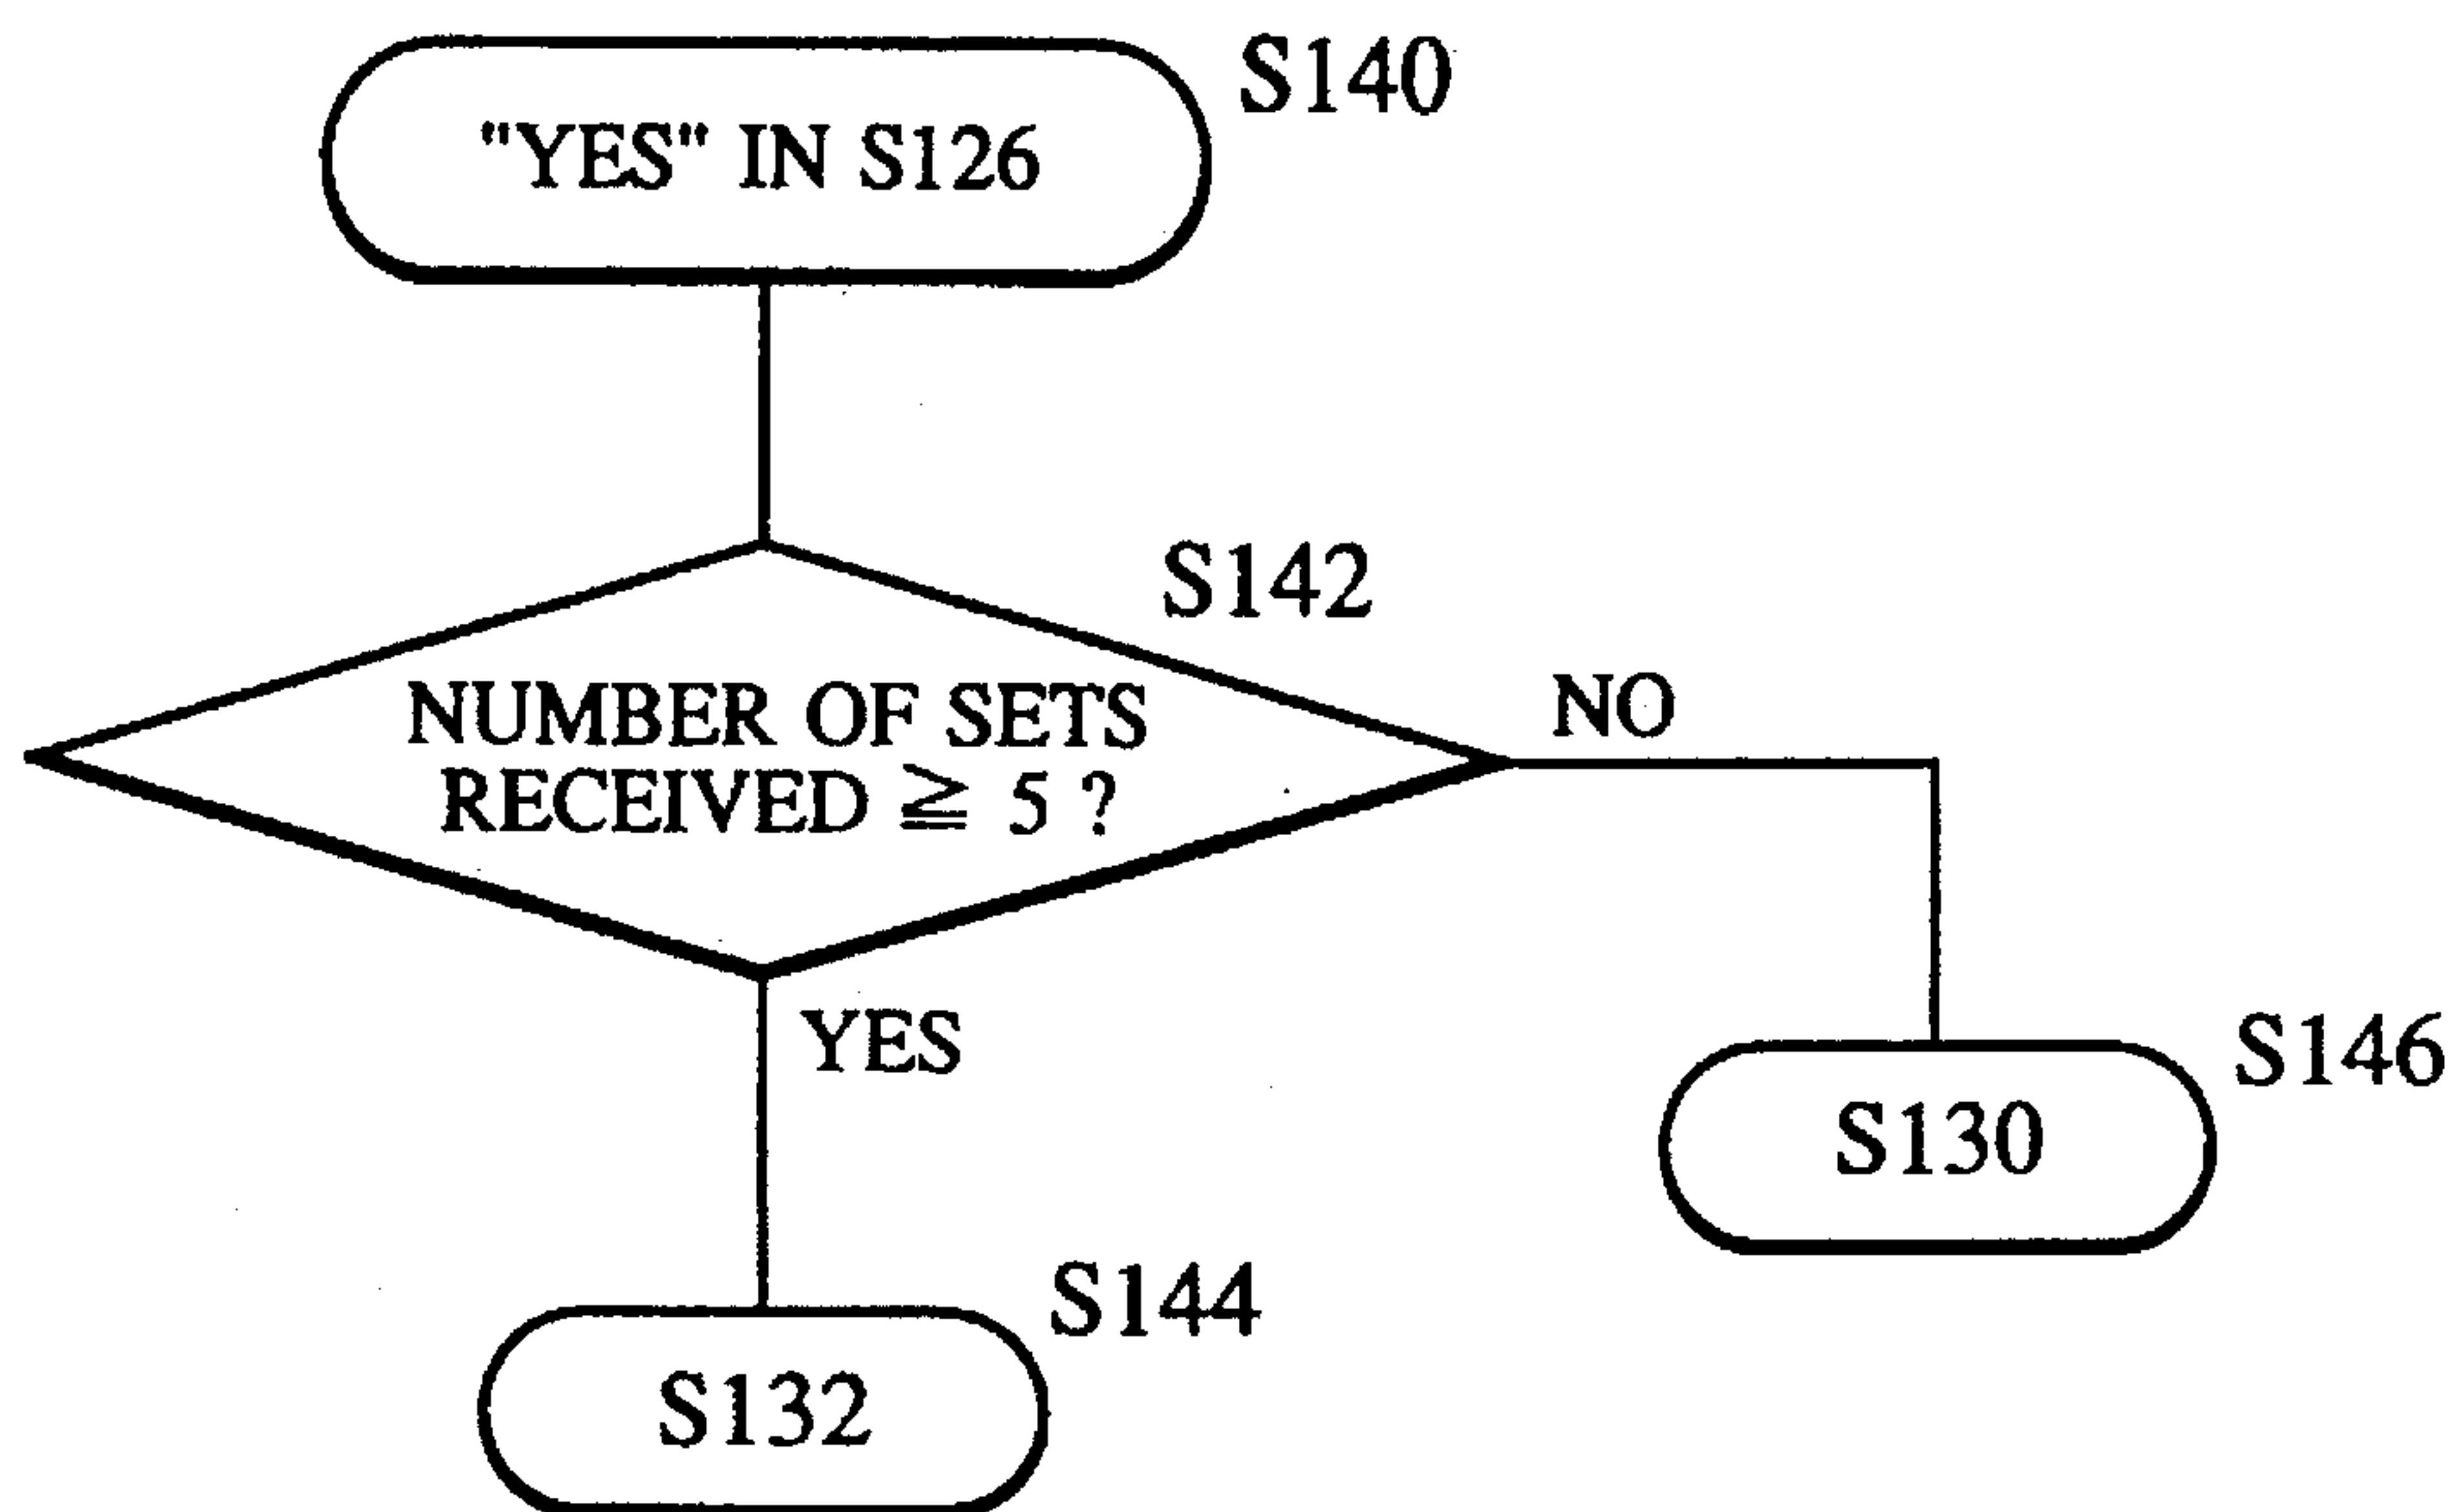 S140
"YES" IN S126
S142
NUMBER OF SETS
RECEIVED ≧ 5 ?
NO
YES
S146
S130
S144
S132